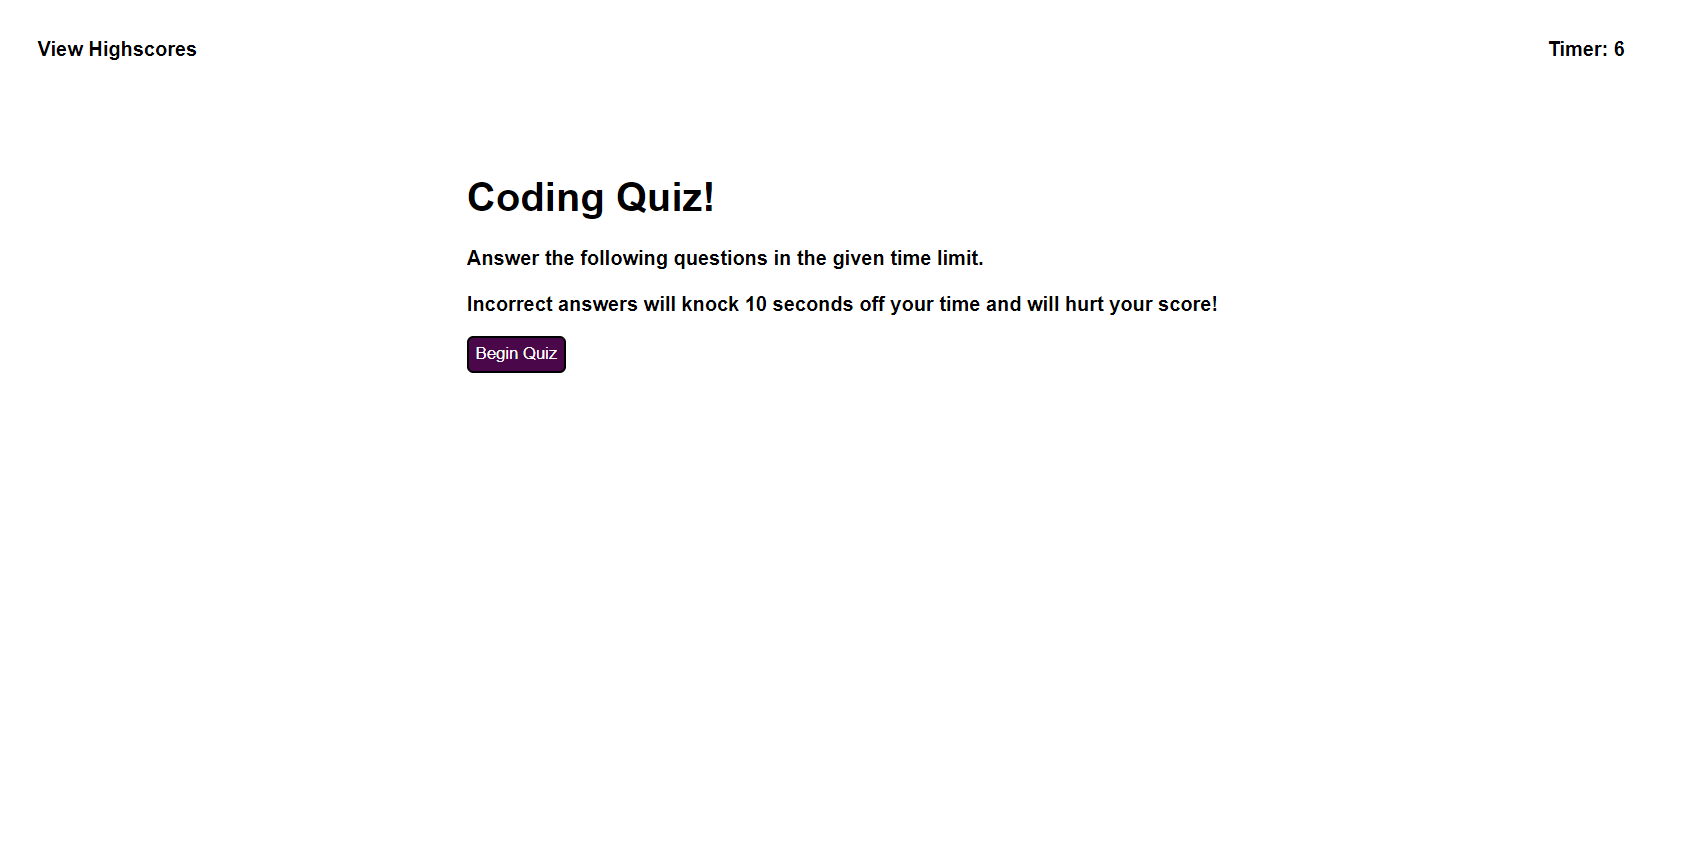 View Highscores
Timer: 6
Coding Quiz!
Answer the following questions in the given time limit.
Incorrect answers will knock 10 seconds off your time and will hurt your score!
Begin Quiz